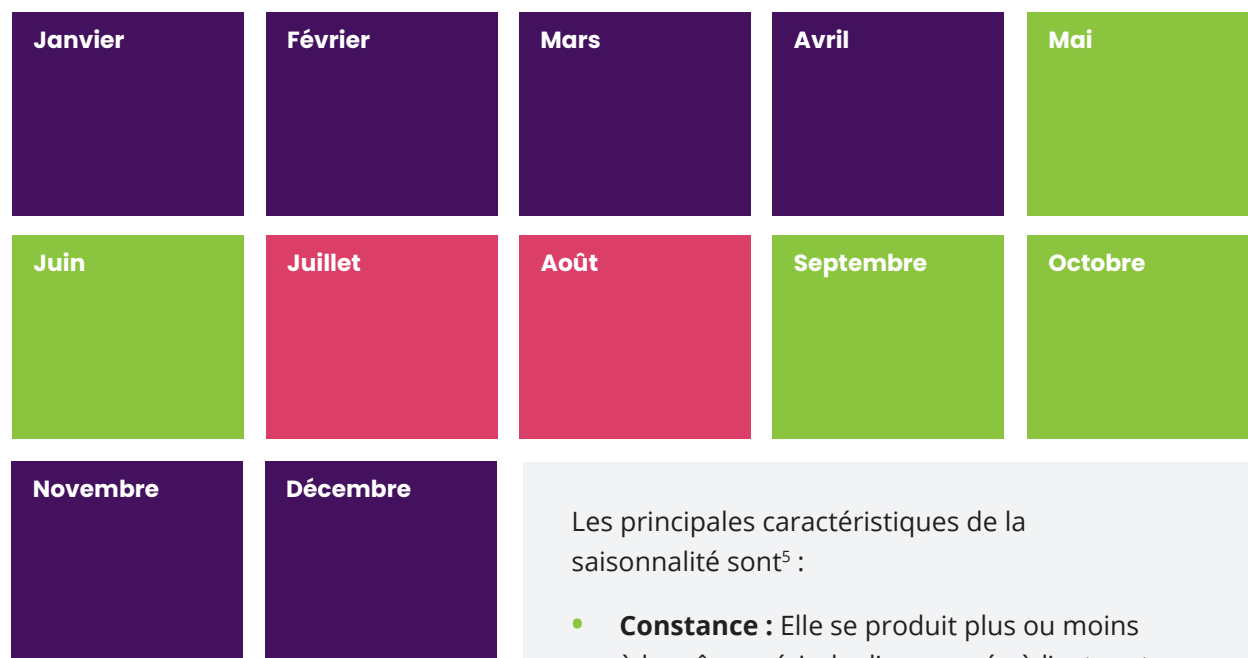 Janvier
Février
Mars
Avril
Mai
Juin
Juillet
Août
Septembre
Octobre
Novembre
Décembre
Les principales caractéristiques de la
saisonnalité sont⁵ :
• Constance : Elle se produit plus ou moins